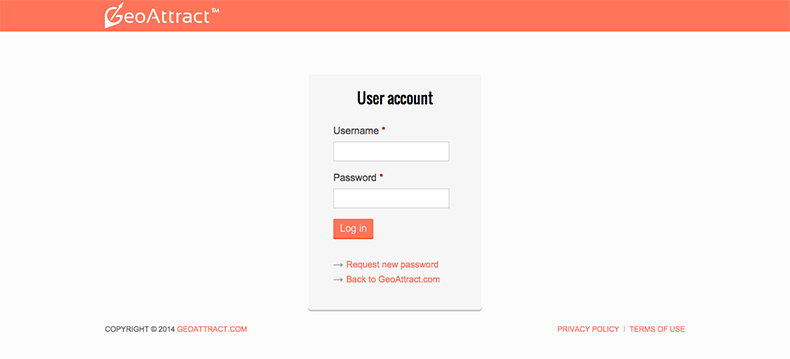 GeoAttract™
User account
Username *
Password *
Log in
→ Request new password
→ Back to GeoAttract.com
COPYRIGHT © 2014 GEOATTRACT.COM
PRIVACY POLICY | TERMS OF USE